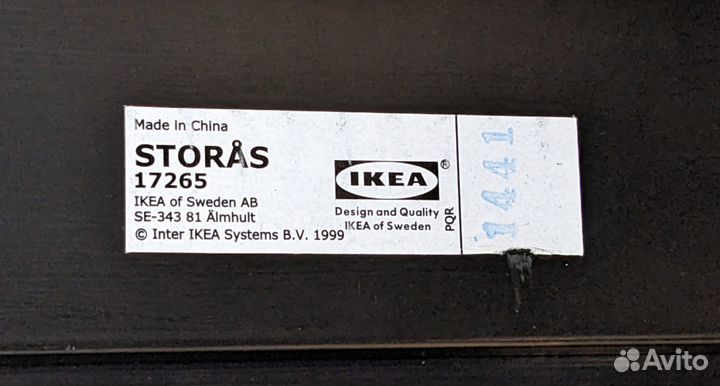 Made in China
STORÅS
17265
IKEA of Sweden AB
SE-343 81 Älmhult
© Inter IKEA Systems B.V. 1999
IKEA®
Design and Quality
IKEA of Sweden
PQR
1441
Avito